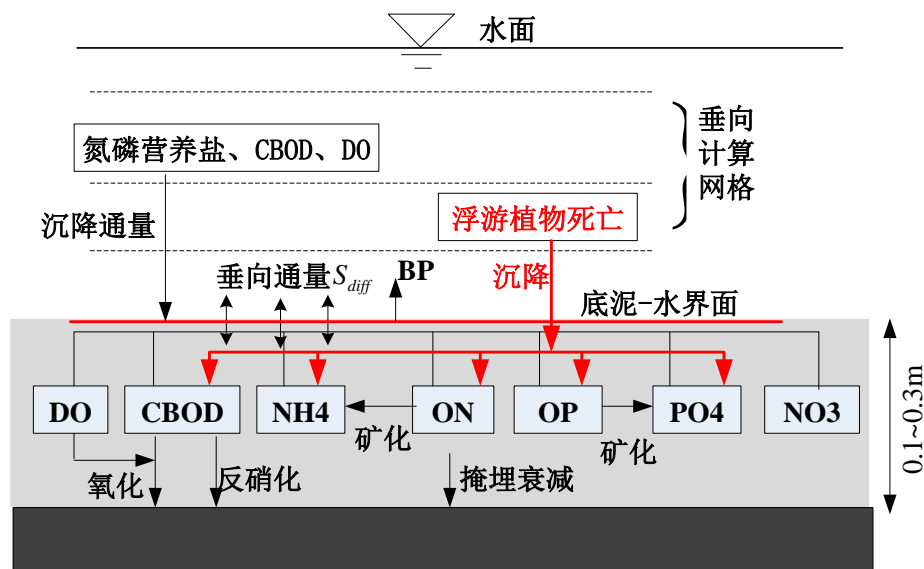 水面
氮磷营养盐、CBOD、DO
垂向
计算
网格
浮游植物死亡
沉降通量
垂向通量S_diff
BP
沉降
底泥-水界面
DO
CBOD
NH4
ON
OP
PO4
NO3
矿化
矿化
氧化
反硝化
掩埋衰减
0.1~0.3m